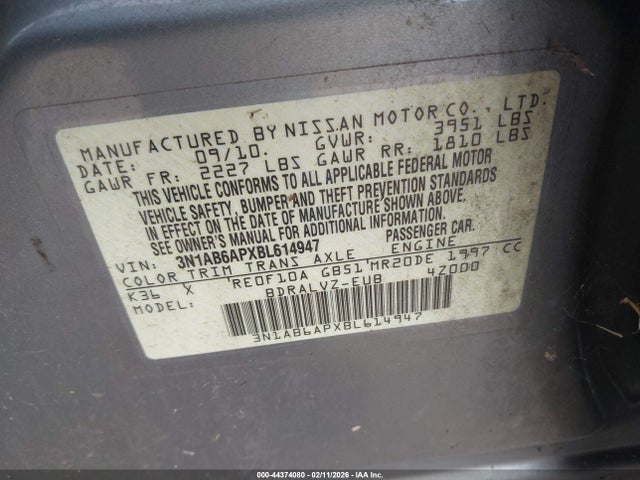 MANUFACTURED BY NISSAN MOTOR CO., LTD.
DATE: 09/10. GVWR: 3951 LBS
GAWR FR: 2227 LBS GAWR RR: 1810 LBS
THIS VEHICLE CONFORMS TO ALL APPLICABLE FEDERAL MOTOR
VEHICLE SAFETY, BUMPER AND THEFT PREVENTION STANDARDS
IN EFFECT ON THE DATE OF MANUFACTURE SHOWN ABOVE.
SEE OWNER'S MANUAL FOR ADDITIONAL INFORMATION.
VIN: 3N1AB6APXBL614947 PASSENGER CAR.
COLOR TRIM TRANS AXLE ENGINE
K36 X RE0F10A GB51 MR20DE 1997 CC
MODEL: BDRALVZ-EUB 4Z000
3N1AB6APXBL614947
000-44374080 - 02/11/2026 - IAA Inc.